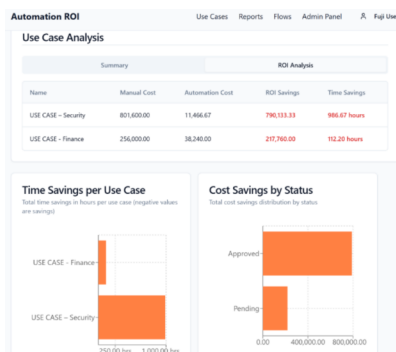 Automation ROI Use Cases Reports Flows Admin Panel Fuji Use
Use Case Analysis
Summary ROI Analysis
Name Manual Cost Automation Cost ROI Savings Time Savings
USE CASE – Security 801,600.00 11,466.67 790,133.33 986.67 hours
USE CASE - Finance 256,000.00 38,240.00 217,760.00 112.20 hours
Time Savings per Use Case
Total time savings in hours per use case (negative values
are savings)
USE CASE - Finance
USE CASE – Security
250.00 hrs 1,000.00 hrs
Cost Savings by Status
Total cost savings distribution by status
Approved
Pending
0.00 400,000.00 800,000.00